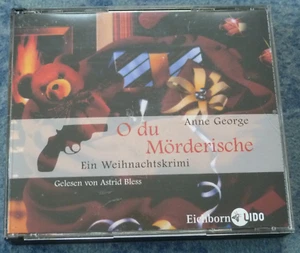 Anne George
O du
Mörderische
Ein Weihnachtskrimi
Gelesen von Astrid Bless
Eichborn LIDO